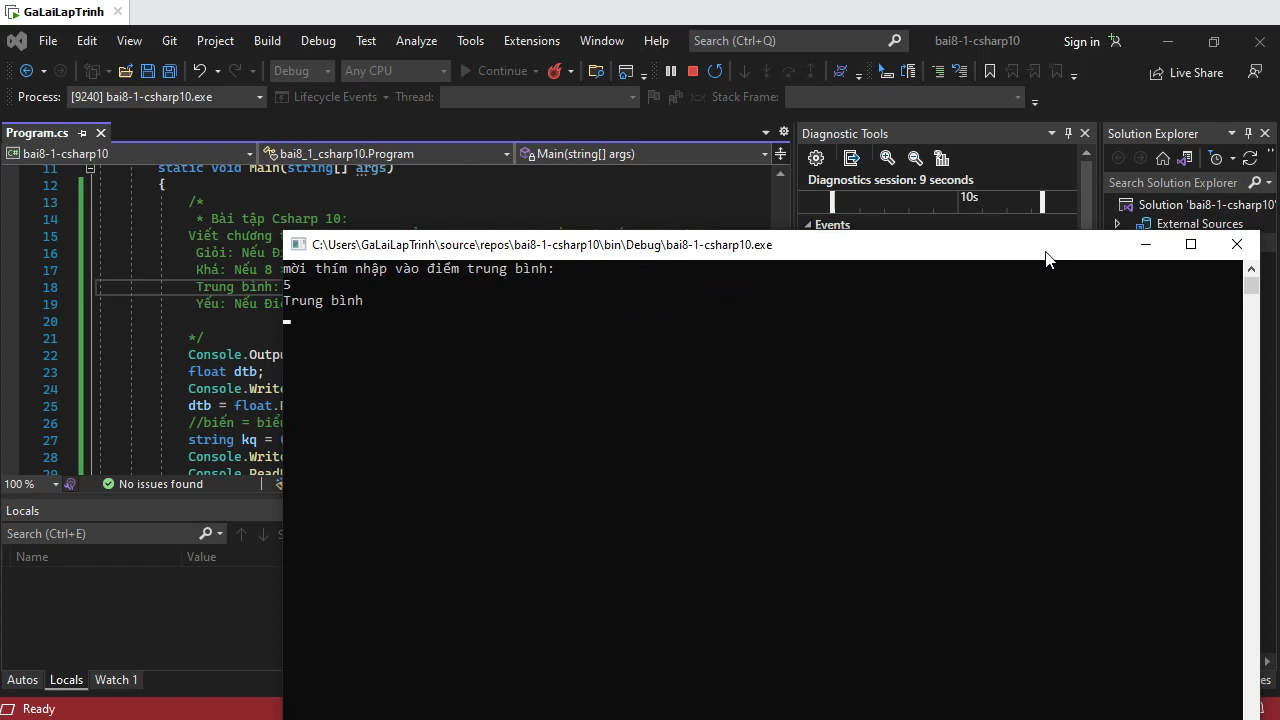 GaLaiLapTrinh
File Edit View Git Project Build Debug Test Analyze Tools Extensions Window Help Search (Ctrl+Q) bai8-1-csharp10 Sign in
Debug Any CPU Continue Live Share
Process: [9240] bai8-1-csharp10.exe Lifecycle Events Thread: Stack Frame:
Program.cs Diagnostic Tools Solution Explorer
bai8-1-csharp10 bai8_1_csharp10.Program Main(string[] args)
11 static void Main(string[] args)
12 {
13 /*
14 * Bài tập Csharp 10:
15 Viết chương
16 Giỏi: Nếu
17 Khá: Nếu 8
18 Trung bình:
19 Yếu: Nếu
20
21 */
22 Console.
23 float dtb;
24 Console.
25 dtb = float.
26 //biến =
27 string kq = (
28 Console.
29 Console.
Diagnostics session: 9 seconds
10s
Events
Search Solution Explorer
Solution 'bai8-1-csharp10'
External Sources
C:\Users\GaLaiLapTrinh\source\repos\bai8-1-csharp10\bin\Debug\bai8-1-csharp10.exe
mời thím nhập vào điểm trung bình:
5
Trung bình
100 % No issues found
Locals
Search (Ctrl+E)
Name Value
Autos Locals Watch 1
Ready